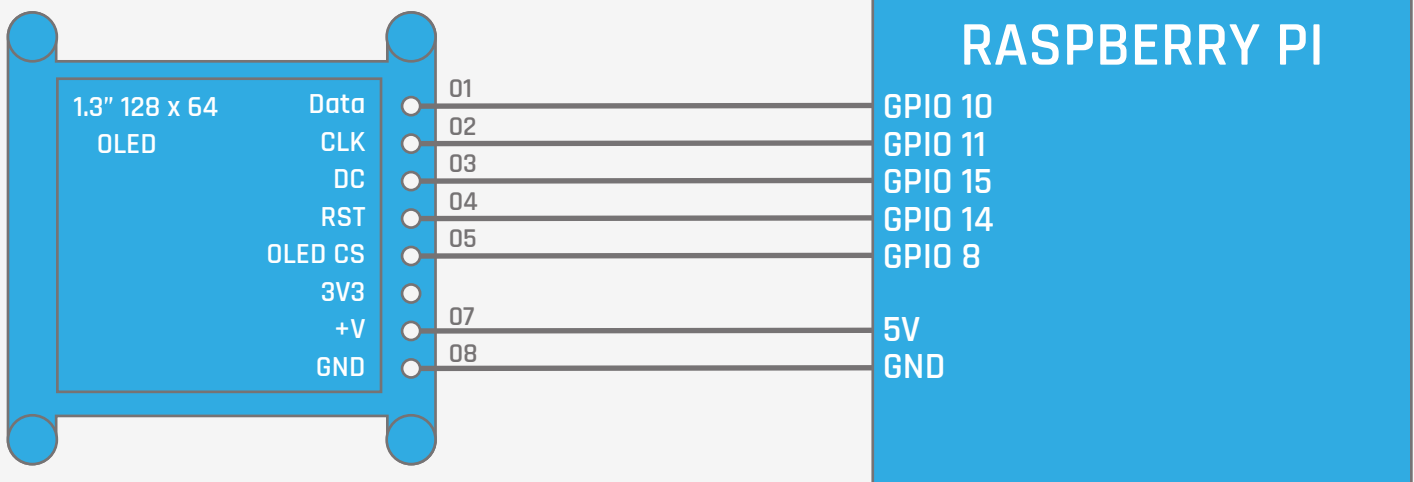 RASPBERRY PI
1.3" 128 x 64
OLED
Data
01
GPIO 10
CLK
02
GPIO 11
DC
03
GPIO 15
RST
04
GPIO 14
OLED CS
05
GPIO 8
3V3
+V
07
5V
GND
08
GND